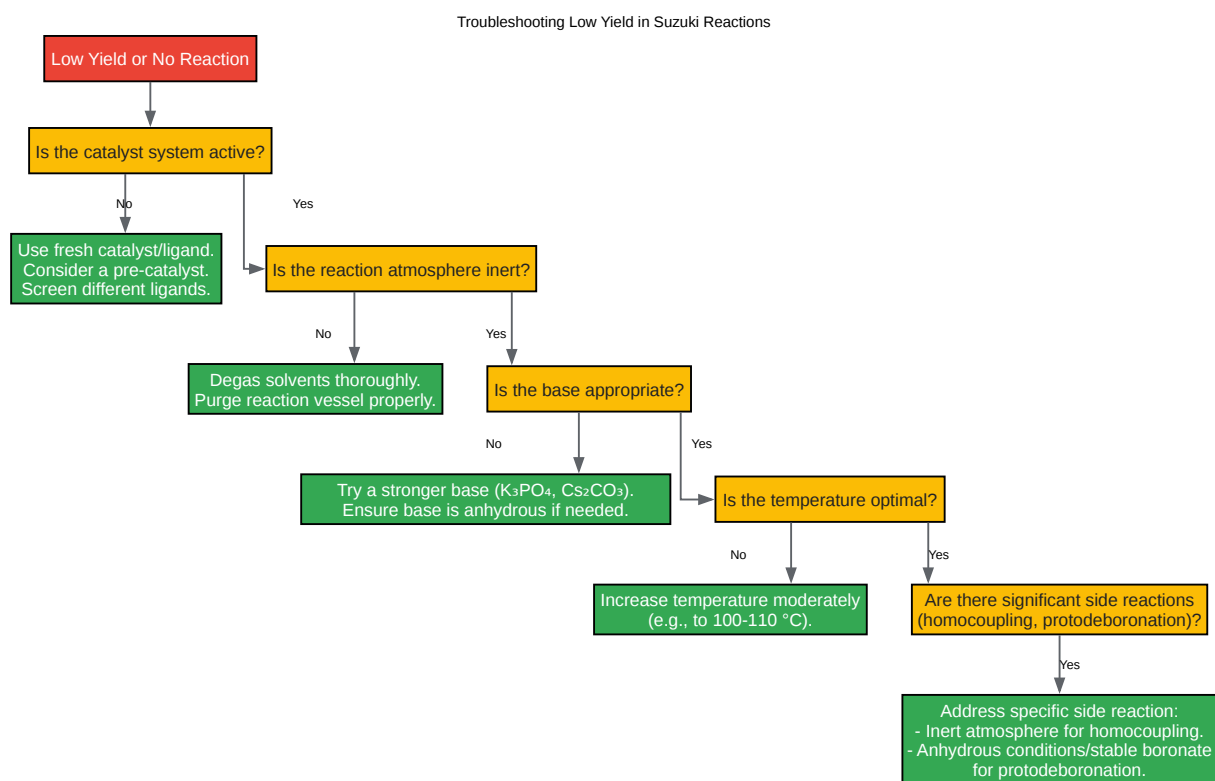 Troubleshooting Low Yield in Suzuki Reactions
Low Yield or No Reaction
Is the catalyst system active?
No
Yes
Use fresh catalyst/ligand.
Consider a pre-catalyst.
Screen different ligands.
Is the reaction atmosphere inert?
No
Yes
Degas solvents thoroughly.
Purge reaction vessel properly.
Is the base appropriate?
No
Yes
Try a stronger base (K₃PO₄, Cs₂CO₃).
Ensure base is anhydrous if needed.
Is the temperature optimal?
No
Yes
Increase temperature moderately
(e.g., to 100-110 °C).
Are there significant side reactions
(homocoupling, protodeboronation)?
Yes
Address specific side reaction:
- Inert atmosphere for homocoupling.
- Anhydrous conditions/stable boronate
for protodeboronation.